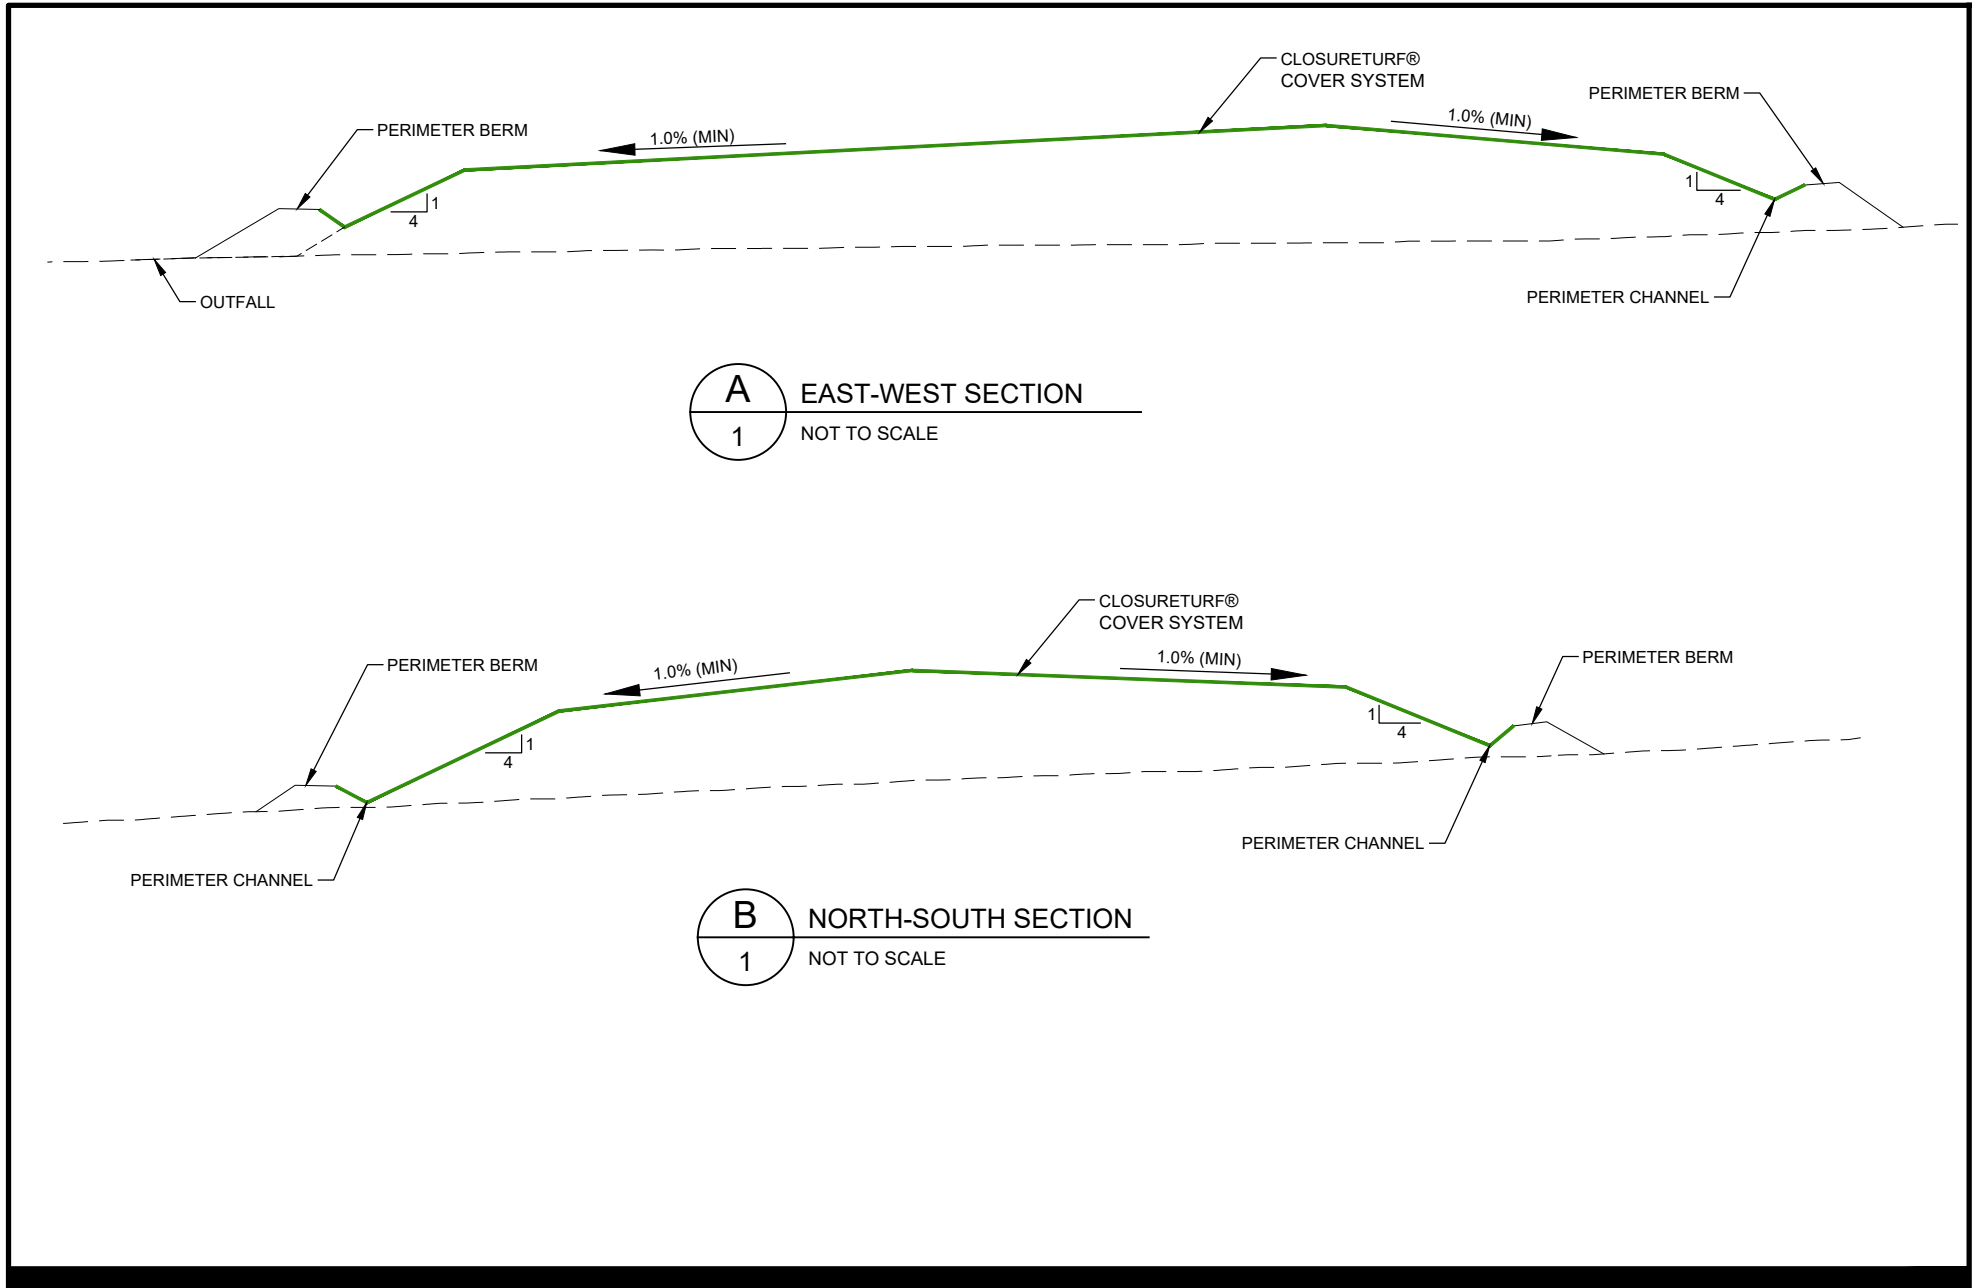 CLOSURETURF®
COVER SYSTEM
PERIMETER BERM
1.0% (MIN)
PERIMETER BERM
1.0% (MIN)
1
4
1
4
OUTFALL
PERIMETER CHANNEL
A
1
EAST-WEST SECTION
NOT TO SCALE
CLOSURETURF®
COVER SYSTEM
PERIMETER BERM
1.0% (MIN)
1.0% (MIN)
PERIMETER BERM
1
4
1
4
PERIMETER CHANNEL
PERIMETER CHANNEL
B
1
NORTH-SOUTH SECTION
NOT TO SCALE